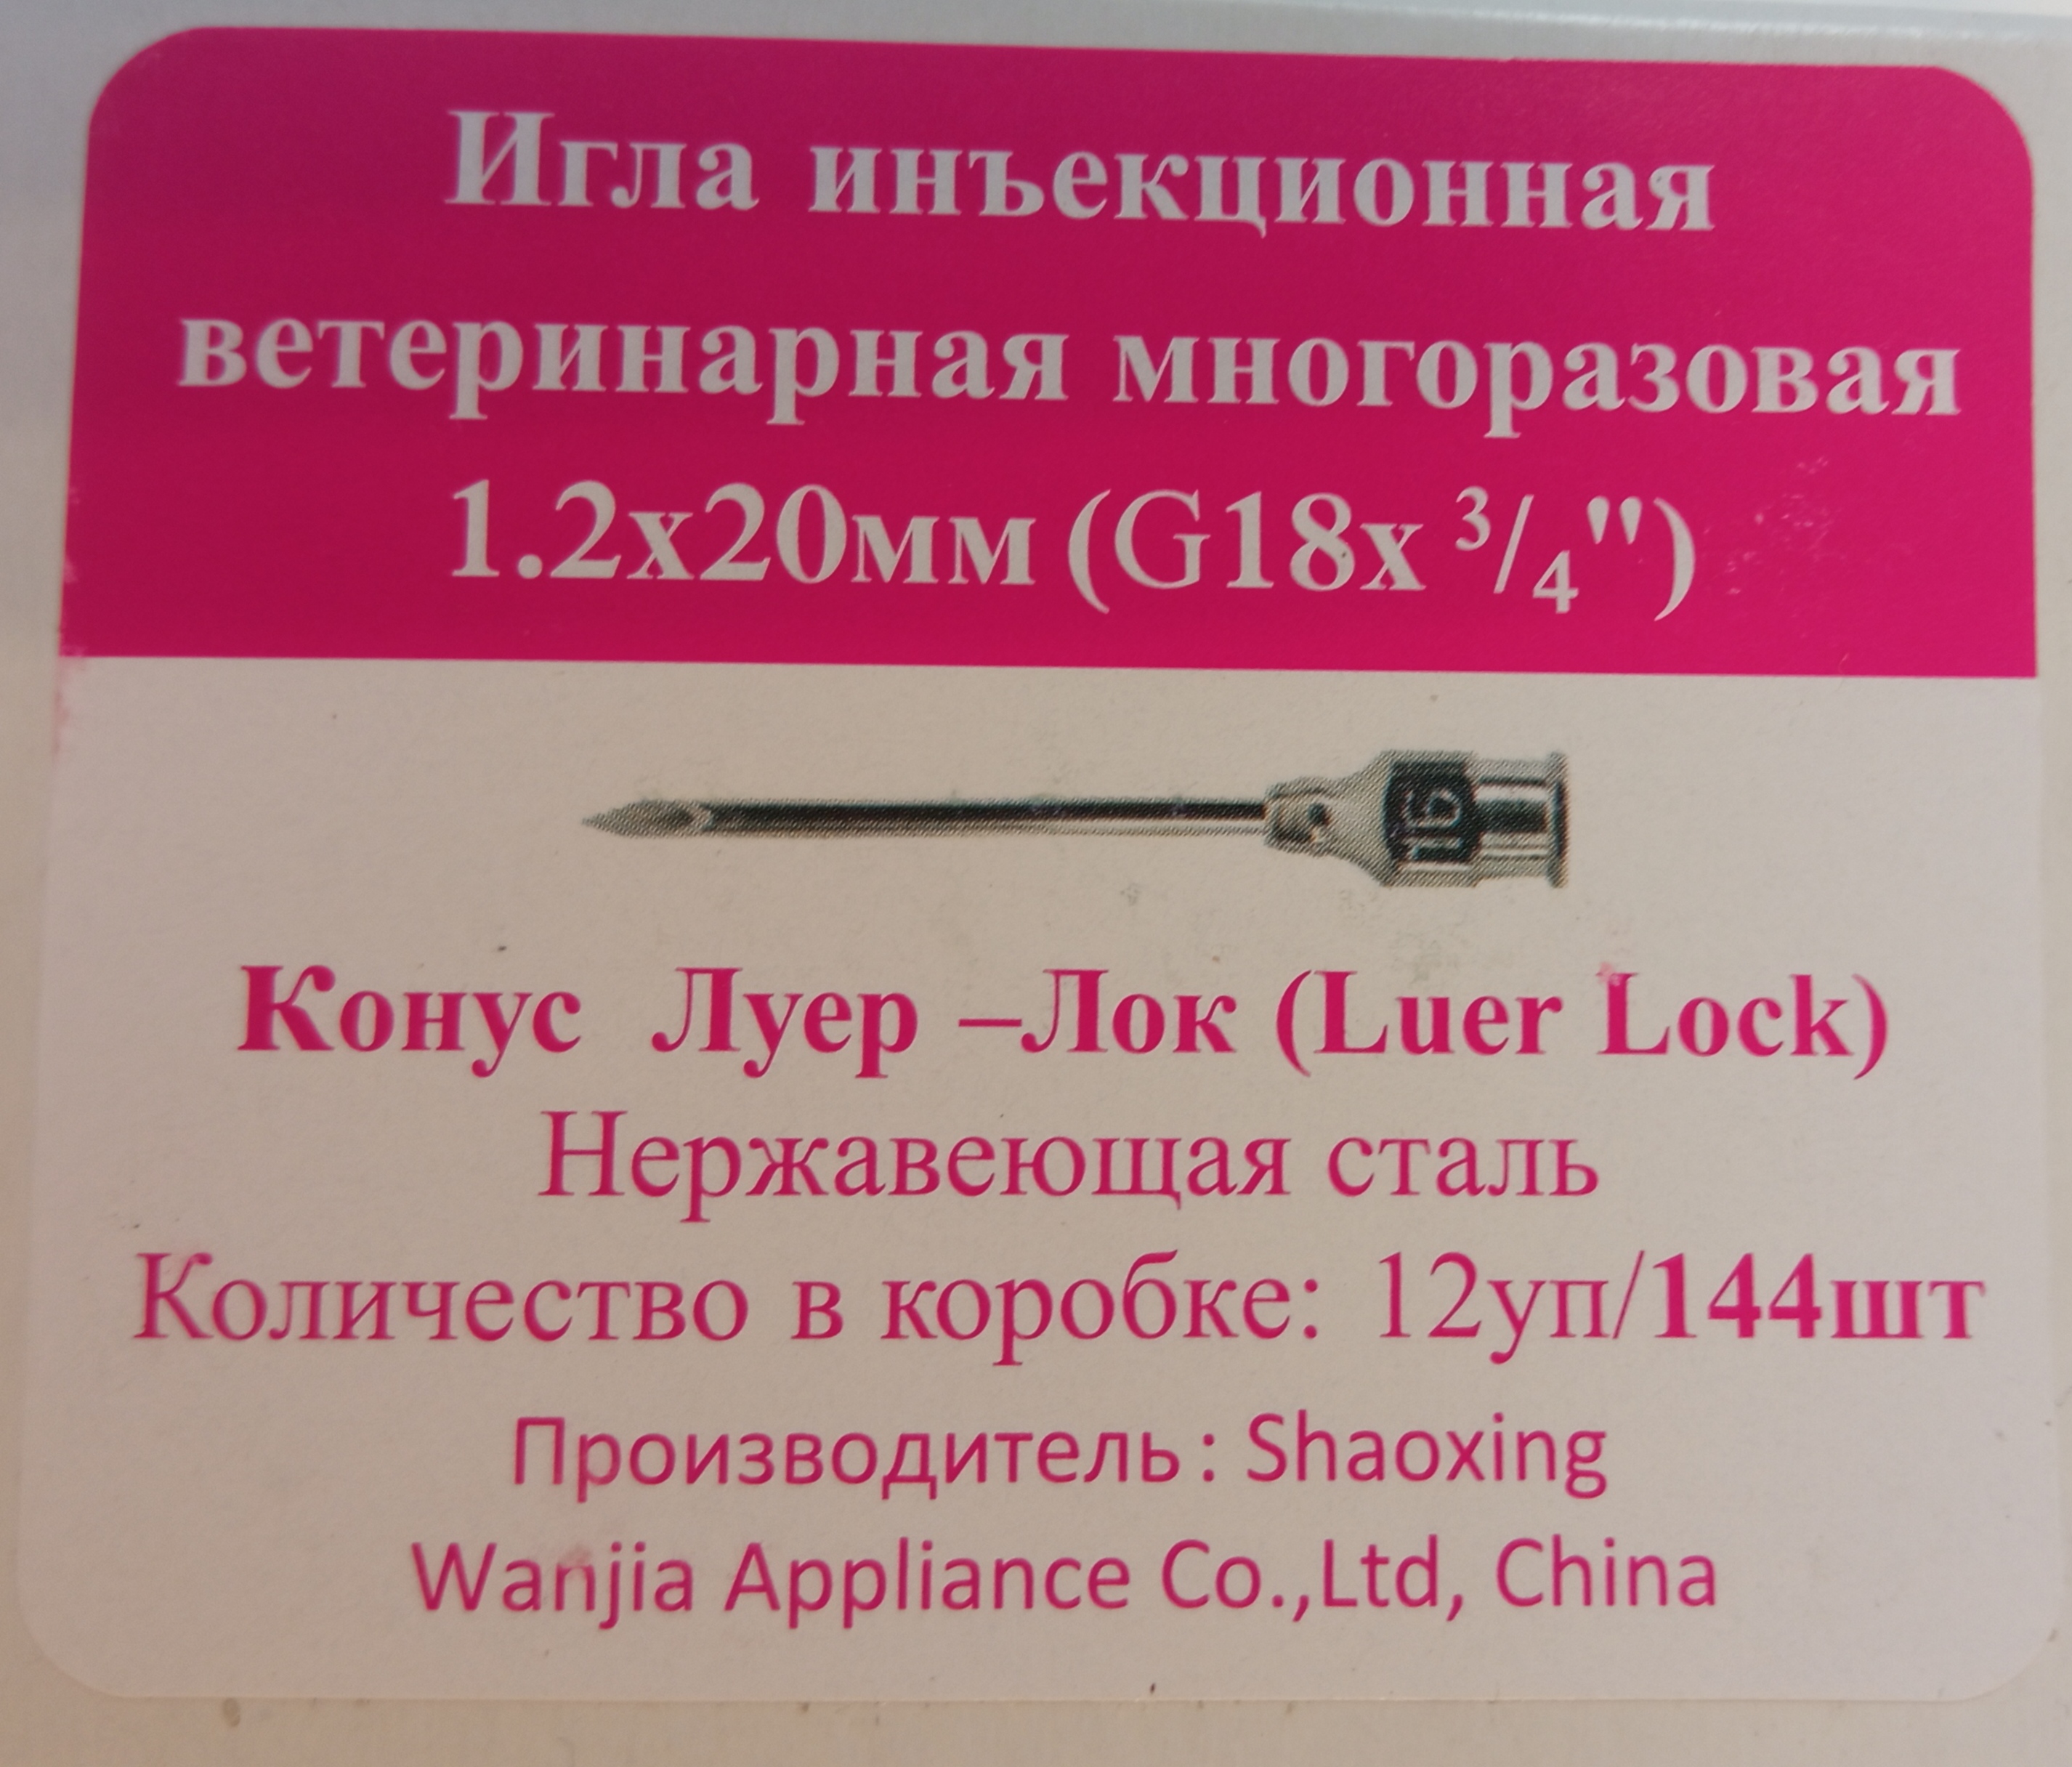 Игла инъекционная
ветеринарная многоразовая
1.2х20мм (G18х 3/4")
Конус Луер –Лок (Luer Lock)
Нержавеющая сталь
Количество в коробке: 12уп/144шт
Производитель: Shaoxing
Wanjia Appliance Co.,Ltd, China